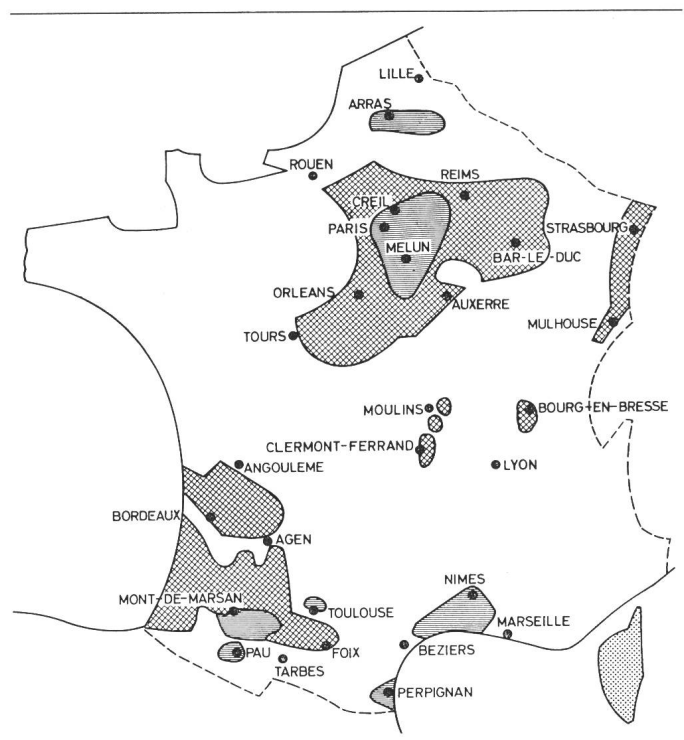 LILLE
ARRAS
ROUEN
REIMS
CREIL
PARIS
STRASBOURG
MELUN
BAR-LE-DUC
ORLEANS
AUXERRE
MULHOUSE
TOURS
MOULINS
BOURG-EN-BRESSE
CLERMONT-FERRAND
LYON
ANGOULEME
BORDEAUX
AGEN
NIMES
MONT-DE-MARSAN
TOULOUSE
MARSEILLE
PAU
FOIX
BEZIERS
TARBES
PERPIGNAN